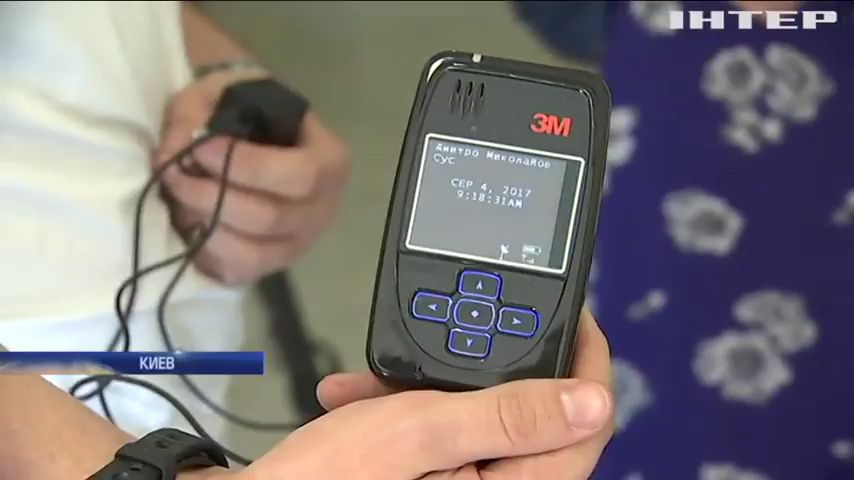 ІНТЕР
3M
Дмитро Миколайов
Сус
СЕР 4, 2017
9:18:31AM
КИЕВ